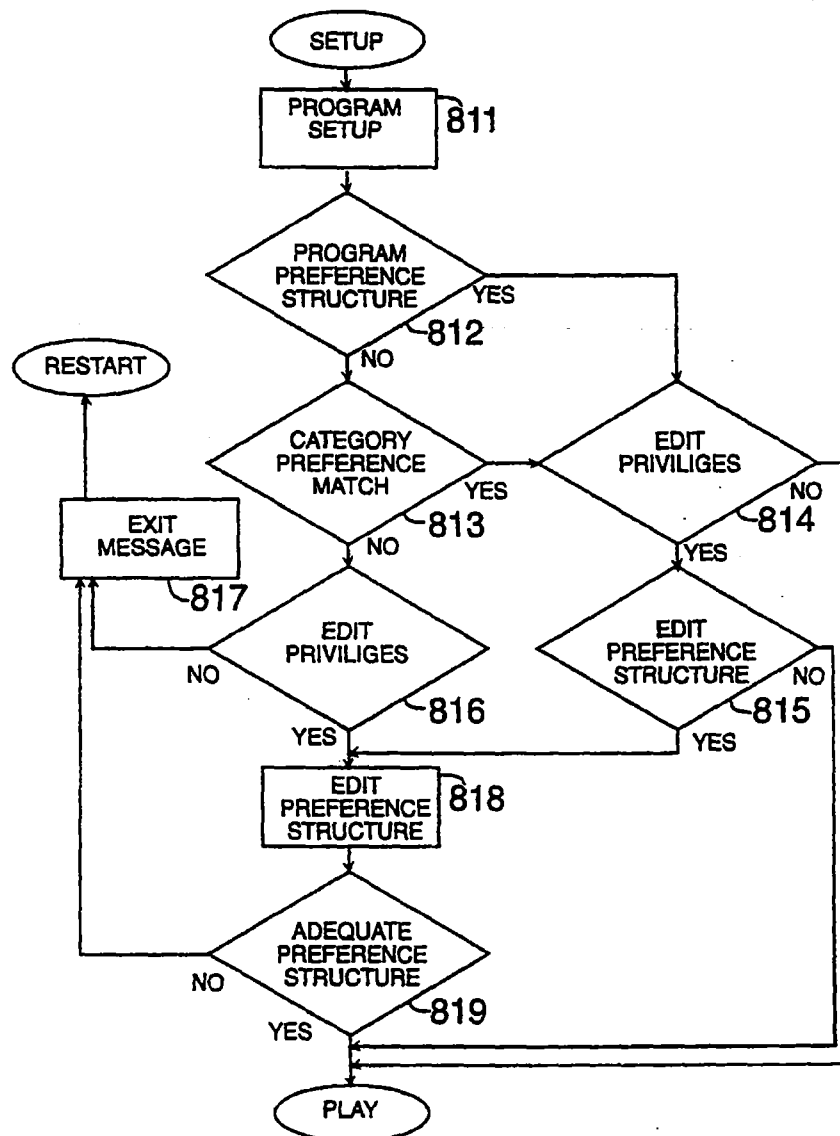 SETUP
PROGRAM
SETUP
811
PROGRAM
PREFERENCE
STRUCTURE
YES
812
NO
RESTART
CATEGORY
PREFERENCE
MATCH
YES
813
NO
EDIT
PRIVILIGES
NO
814
YES
EXIT
MESSAGE
817
EDIT
PRIVILIGES
NO
816
YES
EDIT
PREFERENCE
STRUCTURE
NO
815
YES
EDIT
PREFERENCE
STRUCTURE
818
ADEQUATE
PREFERENCE
STRUCTURE
NO
819
YES
PLAY